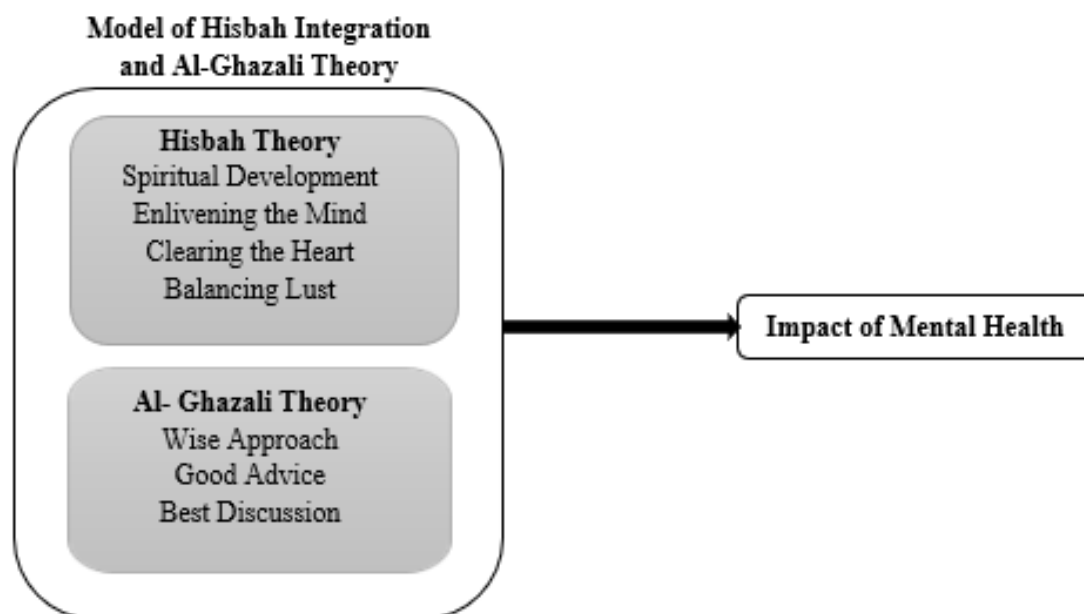 Model of Hisbah Integration
and Al-Ghazali Theory
Hisbah Theory
Spiritual Development
Enlivening the Mind
Clearing the Heart
Balancing Lust
Al- Ghazali Theory
Wise Approach
Good Advice
Best Discussion
Impact of Mental Health